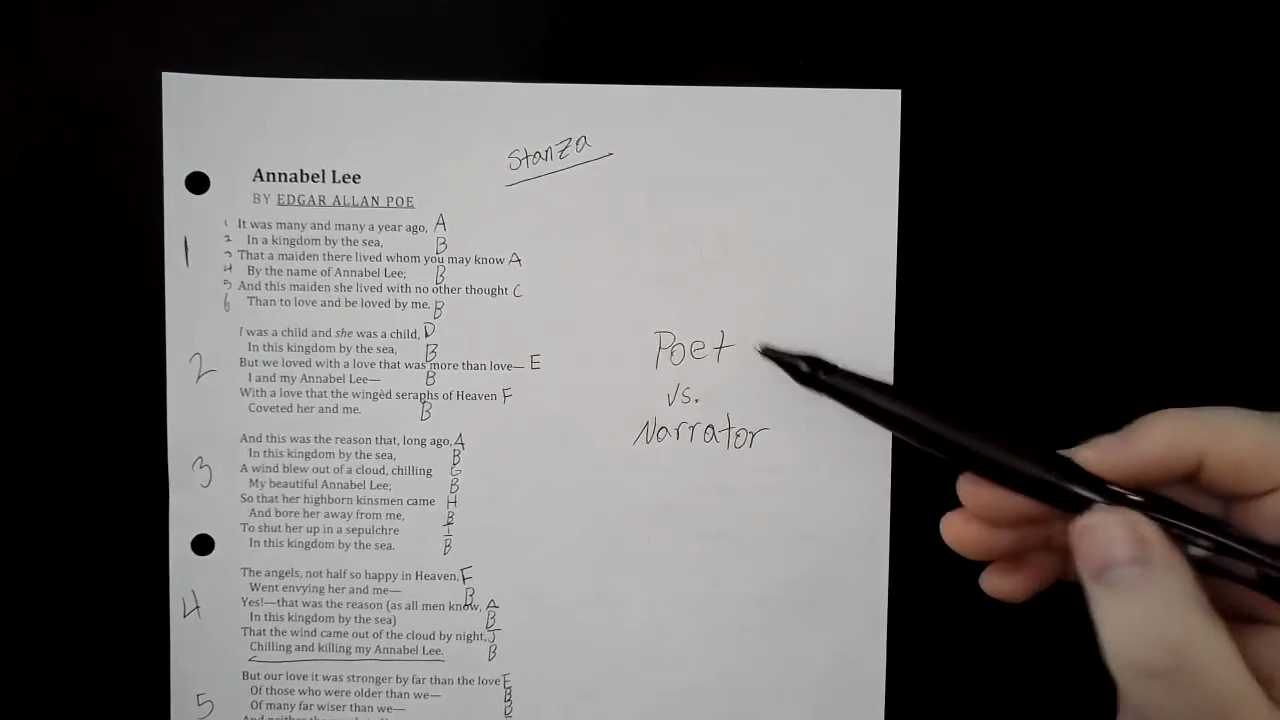 Stanza
Annabel Lee
BY EDGAR ALLAN POE
1 It was many and many a year ago, A
2 In a kingdom by the sea, B
1
3 That a maiden there lived whom you may know A
4 By the name of Annabel Lee; B
5 And this maiden she lived with no other thought C
6 Than to love and be loved by me. B
I was a child and she was a child, D
In this kingdom by the sea, B
2
But we loved with a love that was more than love— E
I and my Annabel Lee— B
With a love that the wingèd seraphs of Heaven F
Coveted her and me. B
Poet
vs.
Narrator
And this was the reason that, long ago, A
In this kingdom by the sea, B
3
A wind blew out of a cloud, chilling G
My beautiful Annabel Lee; B
So that her highborn kinsmen came H
And bore her away from me, B
To shut her up in a sepulchre I
In this kingdom by the sea. B
The angels, not half so happy in Heaven, F
Went envying her and me— B
4
Yes!—that was the reason (as all men know, A
In this kingdom by the sea) B
That the wind came out of the cloud by night, J
Chilling and killing my Annabel Lee. B
But our love it was stronger by far than the love E
Of those who were older than we— B
5
Of many far wiser than we— B